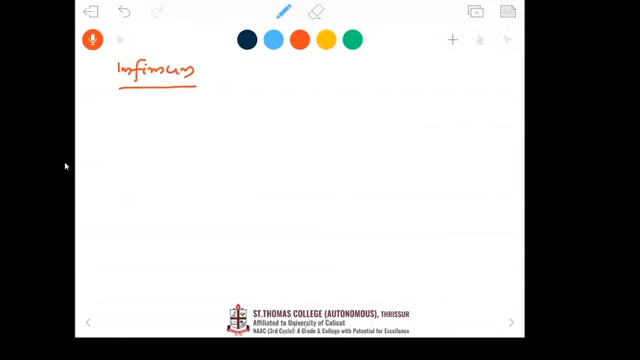 Infimum
ST.THOMAS COLLEGE (AUTONOMOUS), THRISSUR
Affiliated to University of Calicut
NAAC (3rd Cycle): A Grade & College with Potential for Excellence